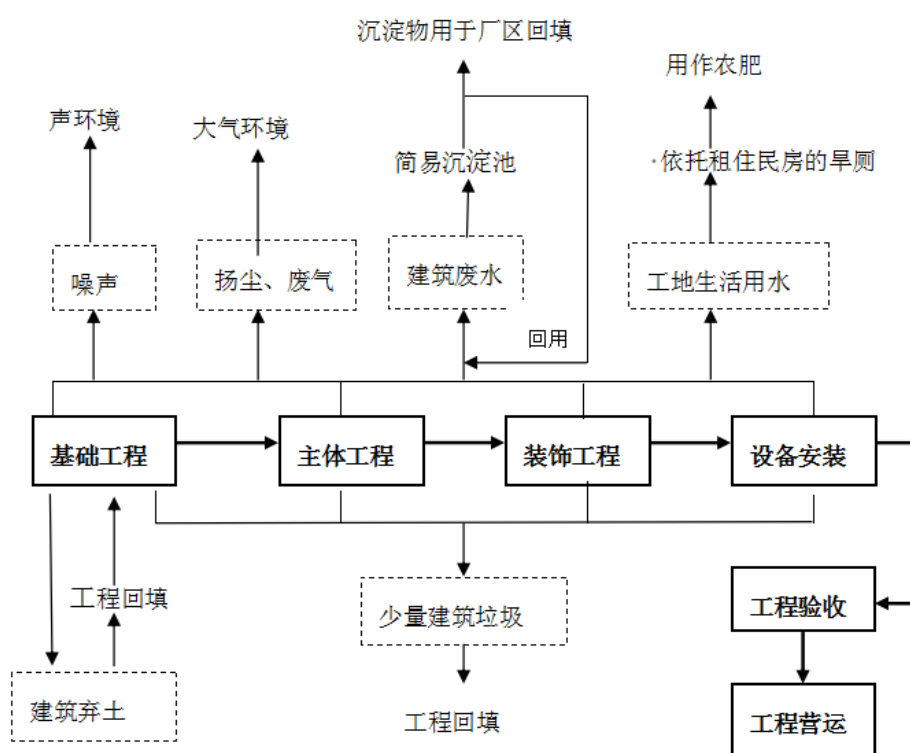 沉淀物用于厂区回填
用作农肥
声环境
大气环境
简易沉淀池
·依托租住民房的旱厕
噪声
扬尘、废气
建筑废水
工地生活用水
回用
基础工程
主体工程
装饰工程
设备安装
工程回填
少量建筑垃圾
工程验收
建筑弃土
工程回填
工程营运